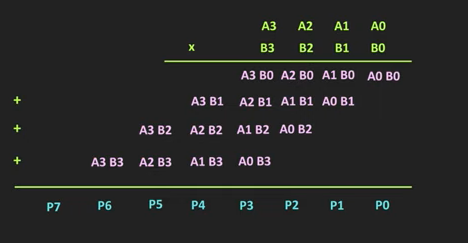 A3 A2 A1 A0
x B3 B2 B1 B0
A3 B0 A2 B0 A1 B0 A0 B0
+ A3 B1 A2 B1 A1 B1 A0 B1
+ A3 B2 A2 B2 A1 B2 A0 B2
+ A3 B3 A2 B3 A1 B3 A0 B3
P7 P6 P5 P4 P3 P2 P1 P0